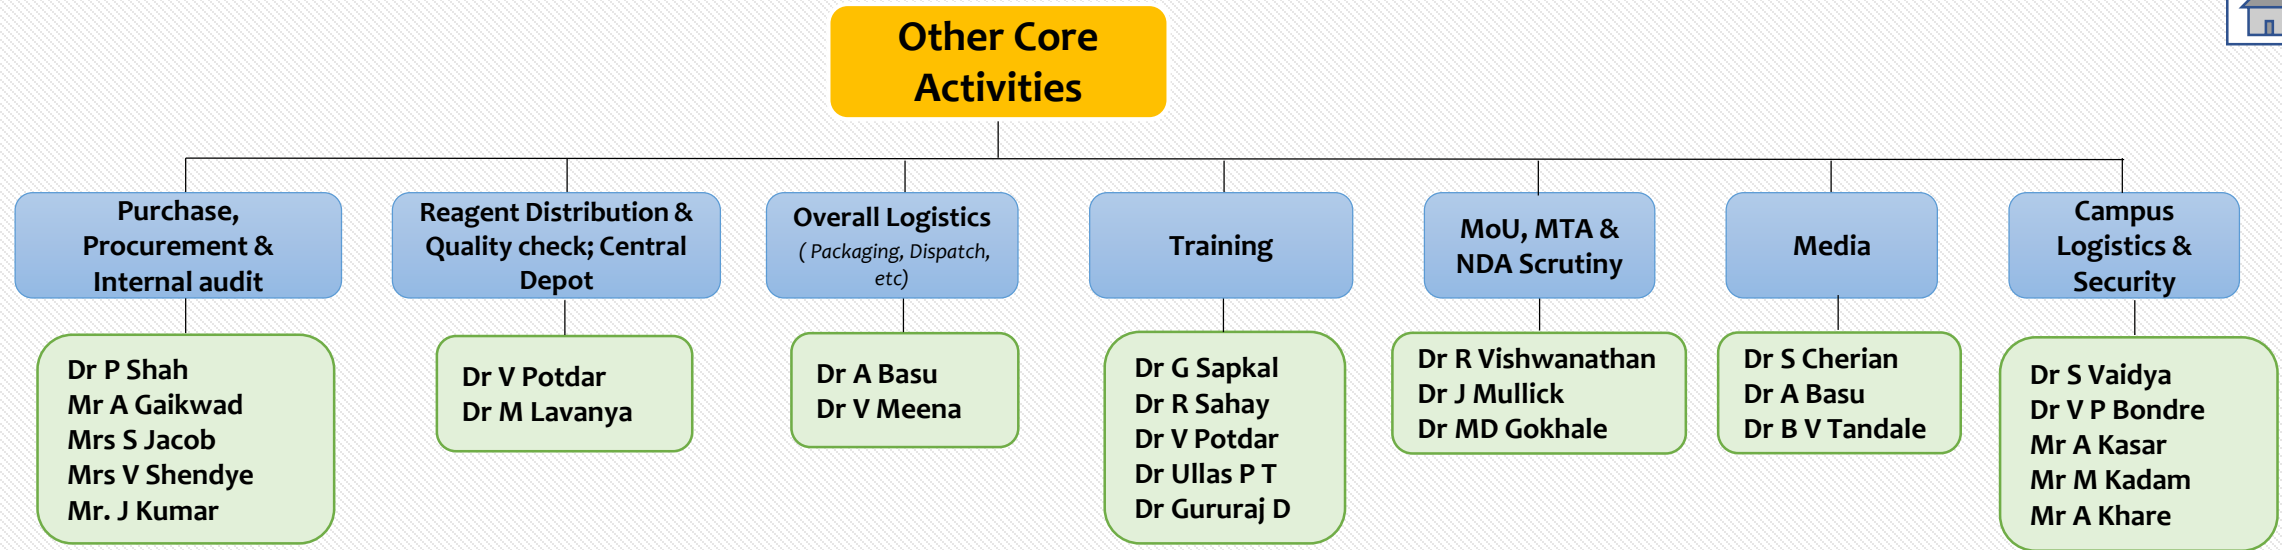 Other Core
Activities
Purchase,
Procurement &
Internal audit
Dr P Shah
Mr A Gaikwad
Mrs S Jacob
Mrs V Shendye
Mr. J Kumar
Reagent Distribution &
Quality check; Central
Depot
Dr V Potdar
Dr M Lavanya
Overall Logistics
( Packaging, Dispatch,
etc)
Dr A Basu
Dr V Meena
Training
Dr G Sapkal
Dr R Sahay
Dr V Potdar
Dr Ullas P T
Dr Gururaj D
MoU, MTA &
NDA Scrutiny
Dr R Vishwanathan
Dr J Mullick
Dr MD Gokhale
Media
Dr S Cherian
Dr A Basu
Dr B V Tandale
Campus
Logistics &
Security
Dr S Vaidya
Dr V P Bondre
Mr A Kasar
Mr M Kadam
Mr A Khare